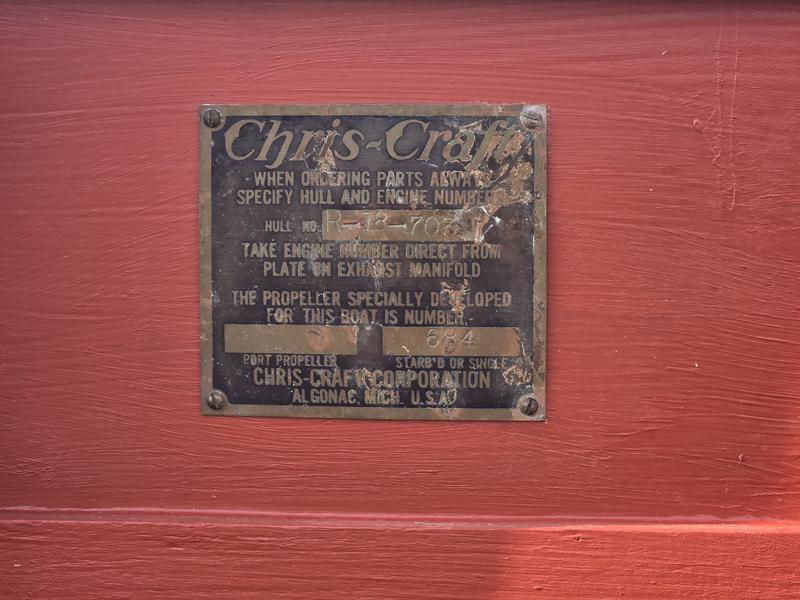 Chris-Craft
WHEN ORDERING PARTS ALWAYS
SPECIFY HULL AND ENGINE NUMBERS
HULL NO.
TAKE ENGINE NUMBER DIRECT FROM
PLATE ON EXHAUST MANIFOLD
THE PROPELLER SPECIALLY DEVELOPED
FOR THIS BOAT IS NUMBER.
684
PORT PROPELLER STARB'D OR SINGLE
CHRIS-CRAFT CORPORATION
ALGONAC, MICH. U.S.A.